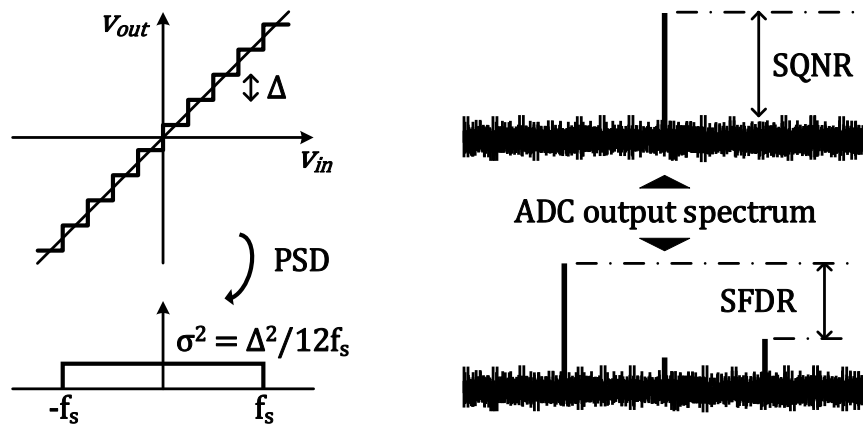 v_out
Δ
v_in
PSD
σ² = Δ²/12f_s
-f_s
f_s
SQNR
ADC output spectrum
SFDR